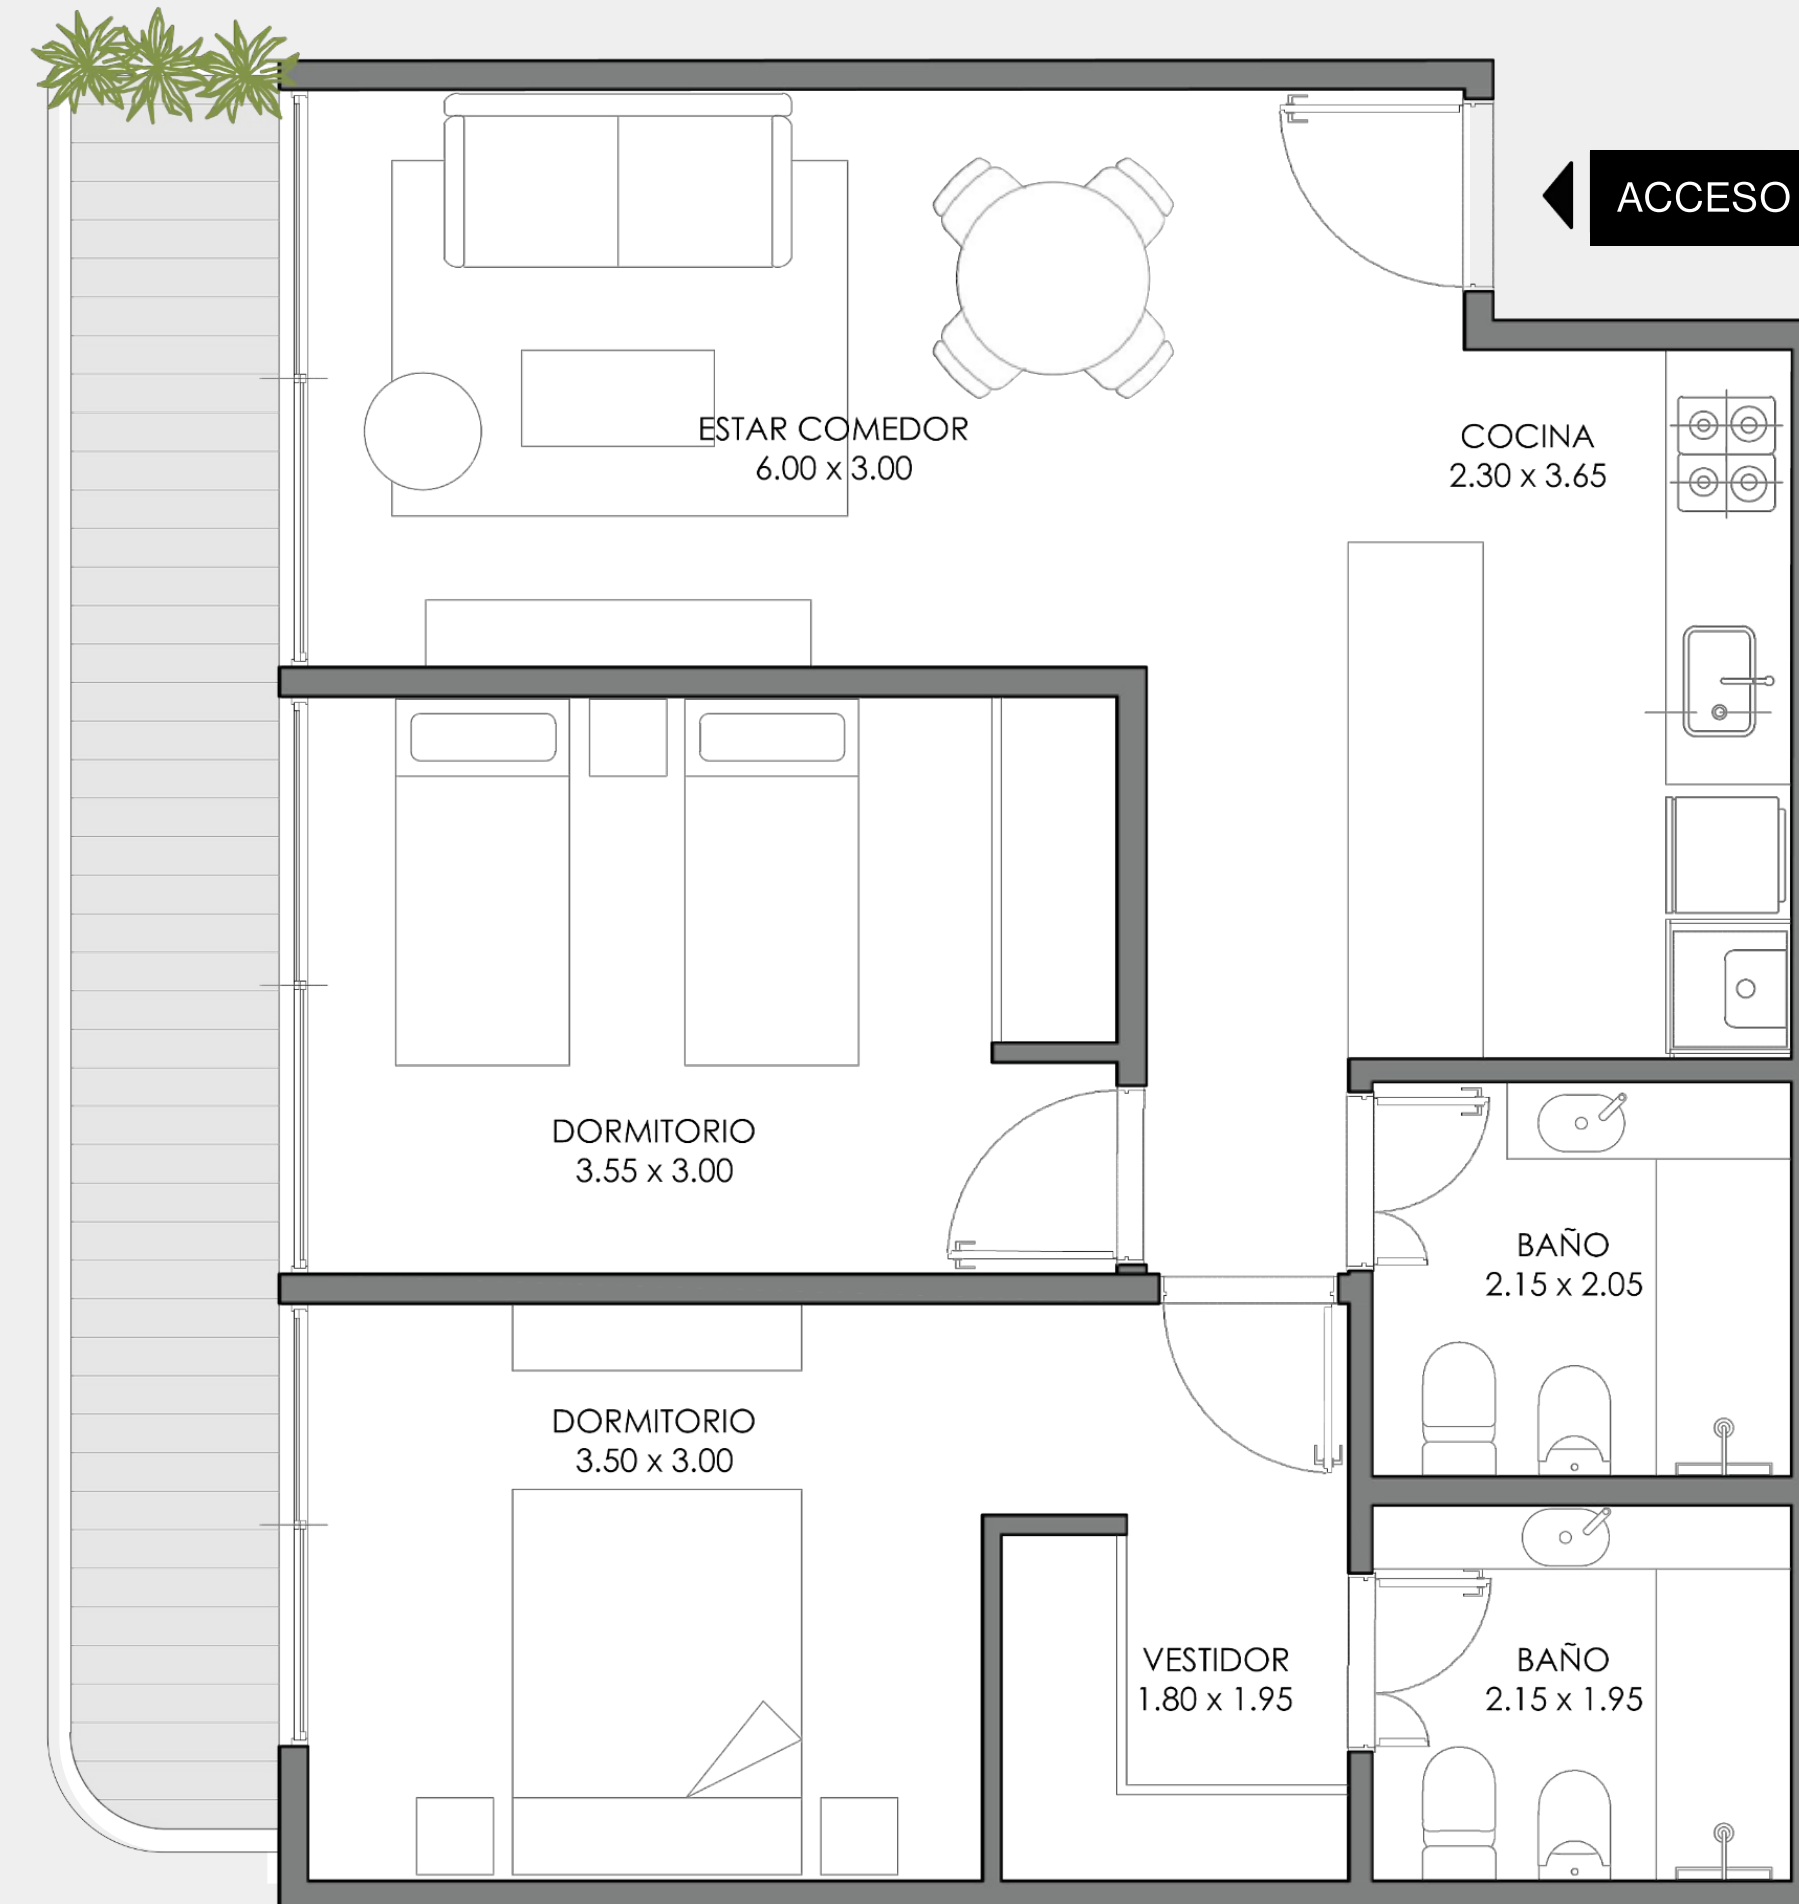 ACCESO
ESTAR COMEDOR
6.00 x 3.00
COCINA
2.30 x 3.65
DORMITORIO
3.55 x 3.00
BAÑO
2.15 x 2.05
DORMITORIO
3.50 x 3.00
VESTIDOR
1.80 x 1.95
BAÑO
2.15 x 1.95